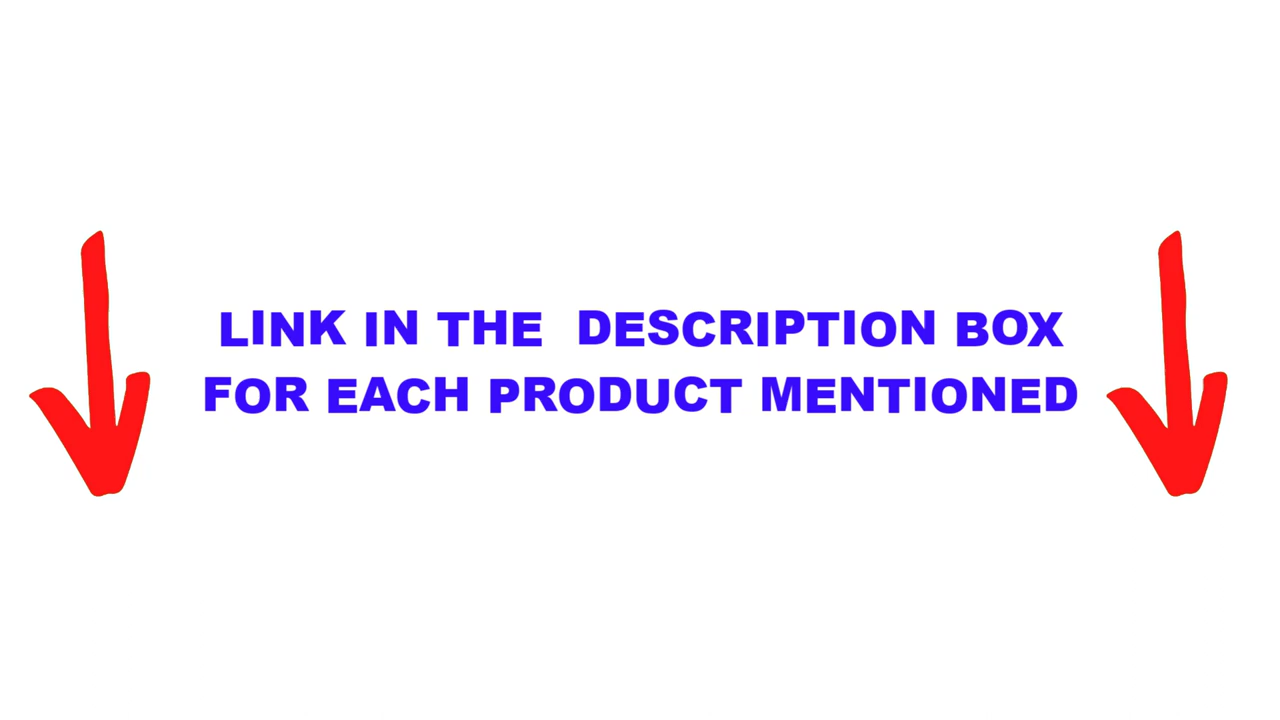 LINK IN THE DESCRIPTION BOX
FOR EACH PRODUCT MENTIONED